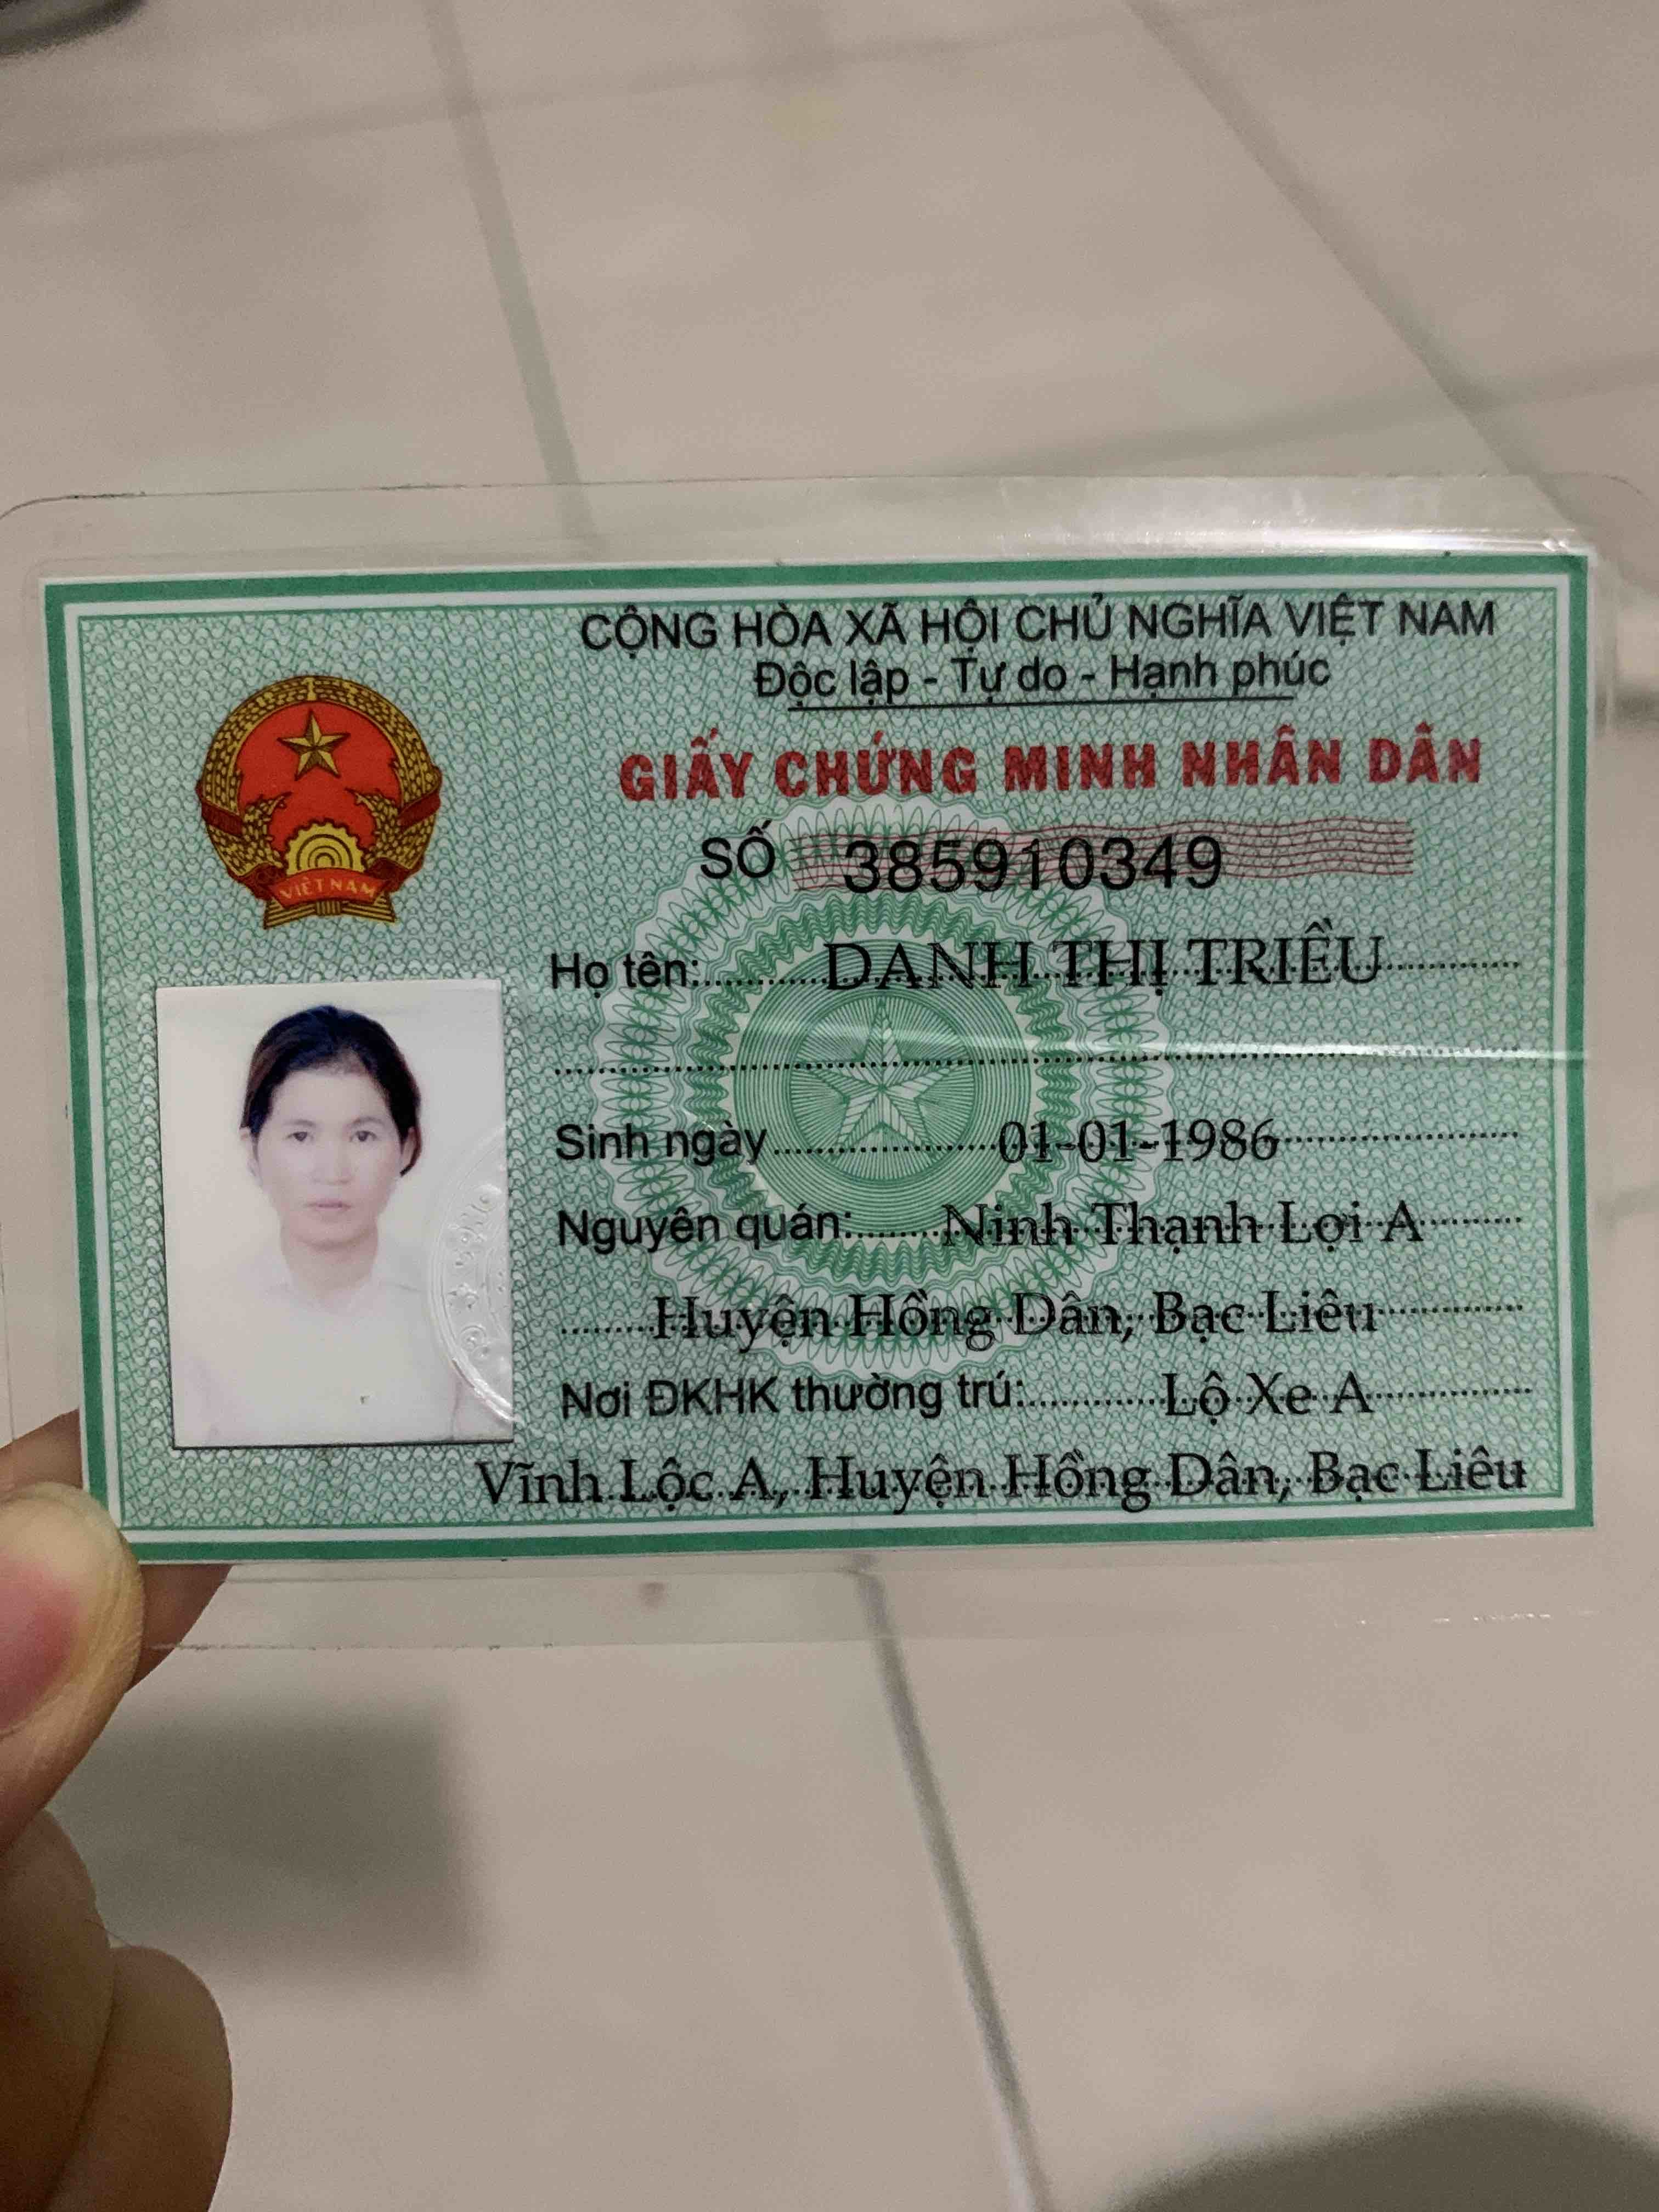 CỘNG HÒA XÃ HỘI CHỦ NGHĨA VIỆT NAM
Độc lập - Tự do - Hạnh phúc
GIẤY CHỨNG MINH NHÂN DÂN
SỐ 385910349
VIỆT NAM
Họ tên: DANH THỊ TRIỀU
Sinh ngày 01-01-1986
Nguyên quán: Ninh Thạnh Lợi A
Huyện Hồng Dân, Bạc Liêu
Nơi ĐKHK thường trú: Lộ Xe A
Vĩnh Lộc A, Huyện Hồng Dân, Bạc Liêu